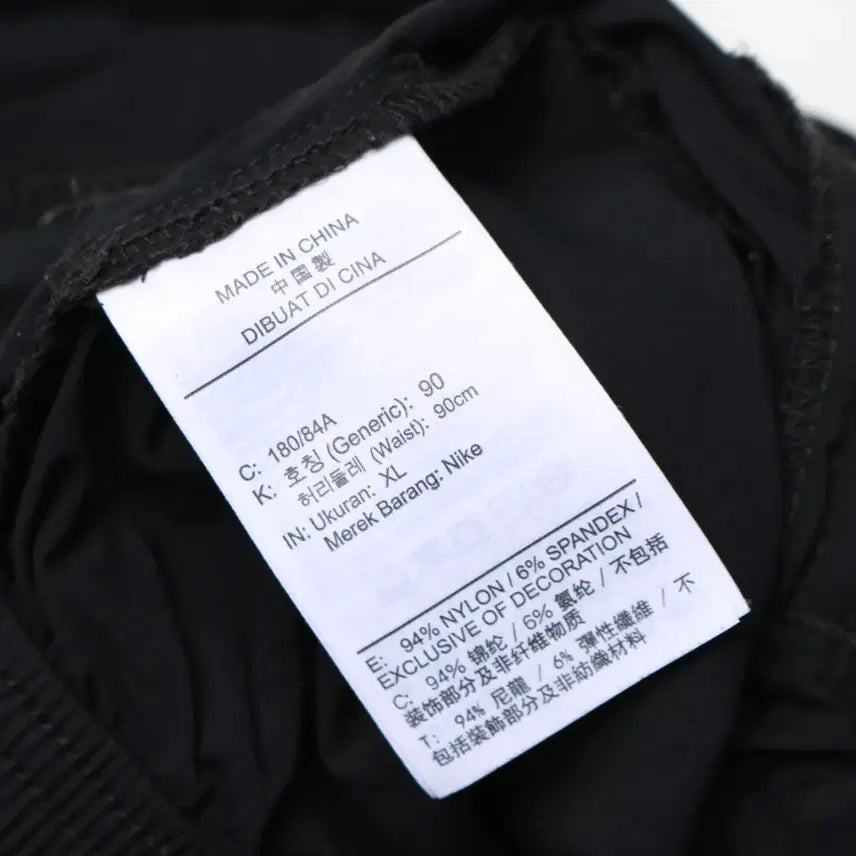 MADE IN CHINA
中国製
DIBUAT DI CINA
C: 180/84A
K: 호칭 (Generic): 90
허리둘레 (Waist): 90cm
IN: Ukuran: XL
Merek Barang: Nike
E: 94% NYLON / 6% SPANDEX /
EXCLUSIVE OF DECORATION
C: 94% 锦纶 / 6% 氨纶 / 不包括
装饰部分及非纤维物质
T: 94% 尼龍 / 6% 彈性纖維 / 不
包括裝飾部分及非紡織材料